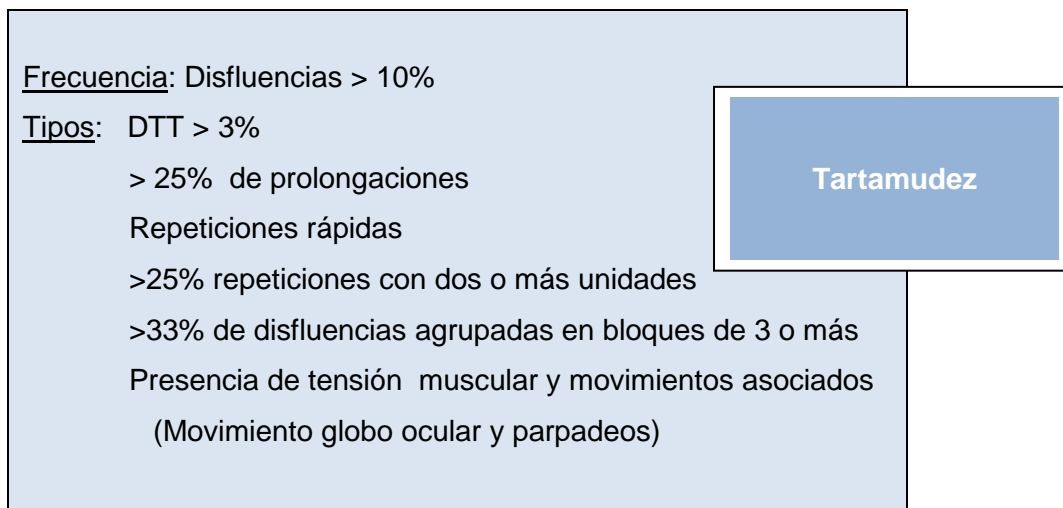 Frecuencia: Disfluencias > 10%
Tipos: DTT > 3%
> 25% de prolongaciones
Tartamudez
Repeticiones rápidas
>25% repeticiones con dos o más unidades
>33% de disfluencias agrupadas en bloques de 3 o más
Presencia de tensión muscular y movimientos asociados
(Movimiento globo ocular y parpadeos)